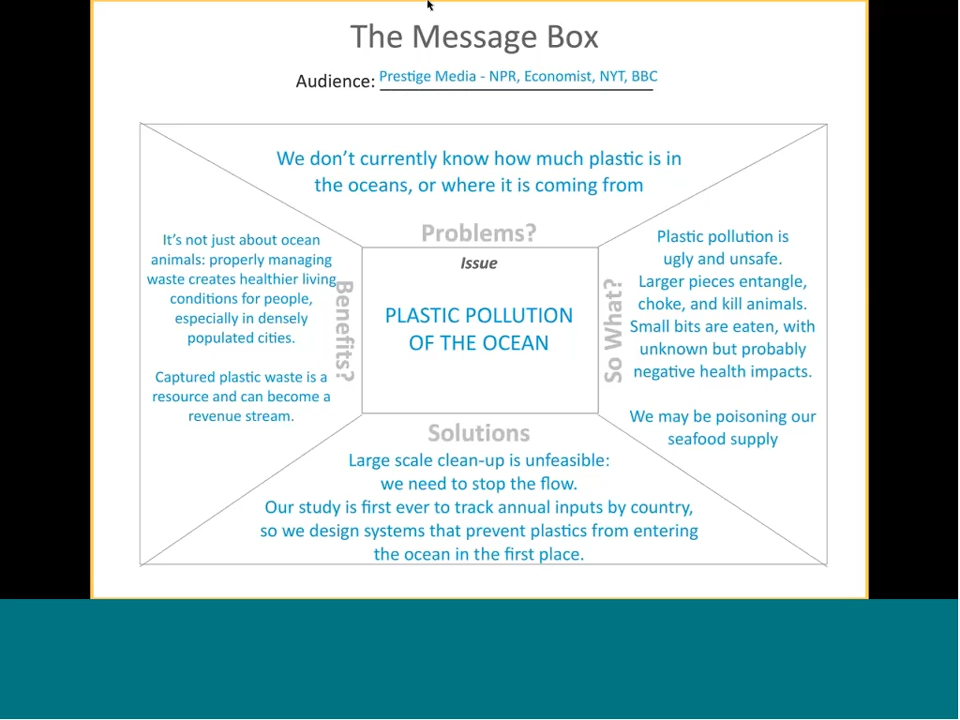 The Message Box
Audience: Prestige Media - NPR, Economist, NYT, BBC
We don't currently know how much plastic is in
the oceans, or where it is coming from
Problems?
It's not just about ocean
animals: properly managing
waste creates healthier living
conditions for people,
especially in densely
populated cities.
Captured plastic waste is a
resource and can become a
revenue stream.
Benefits?
Issue
PLASTIC POLLUTION
OF THE OCEAN
So What?
Plastic pollution is
ugly and unsafe.
Larger pieces entangle,
choke, and kill animals.
Small bits are eaten, with
unknown but probably
negative health impacts.
We may be poisoning our
seafood supply
Solutions
Large scale clean-up is unfeasible:
we need to stop the flow.
Our study is first ever to track annual inputs by country,
so we design systems that prevent plastics from entering
the ocean in the first place.